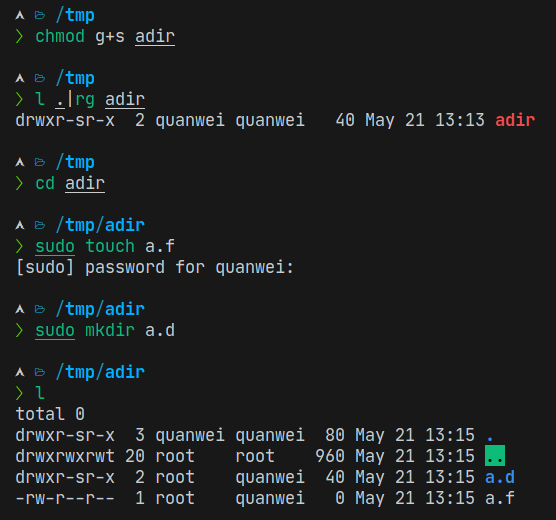 /tmp
❯ chmod g+s adir
/tmp
❯ l .|rg adir
drwxr-sr-x  2 quanwei quanwei   40 May 21 13:13 adir
/tmp
❯ cd adir
/tmp/adir
❯ sudo touch a.f
[sudo] password for quanwei:
/tmp/adir
❯ sudo mkdir a.d
/tmp/adir
❯ l
total 0
drwxr-sr-x  3 quanwei quanwei  80 May 21 13:15 .
drwxrwxrwt 20 root    root    960 May 21 13:15 ..
drwxr-sr-x  2 root    quanwei  40 May 21 13:15 a.d
-rw-r--r--  1 root    quanwei   0 May 21 13:15 a.f